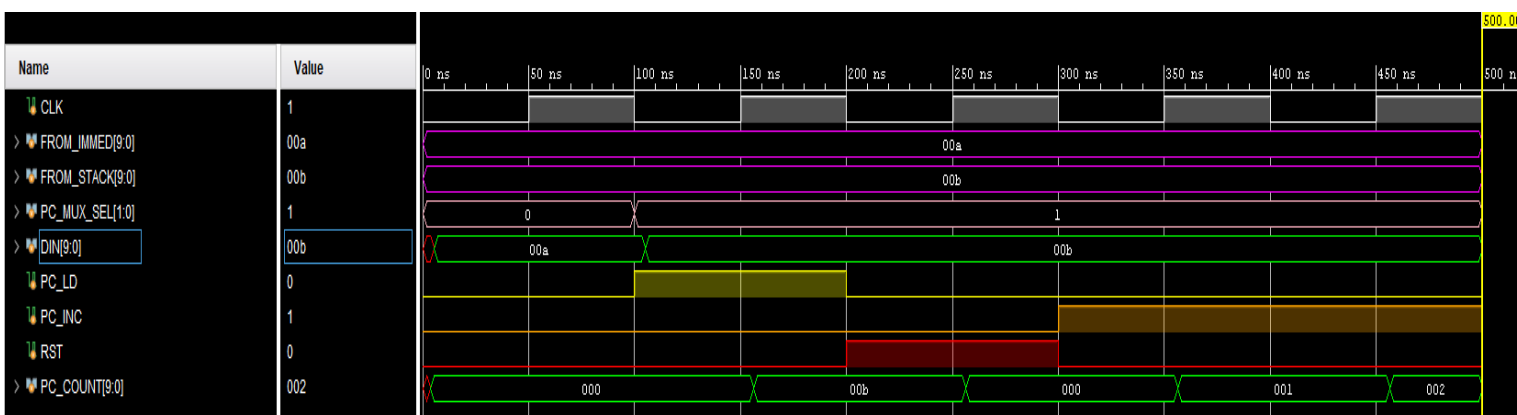 500.00
Name Value 0 ns 50 ns 100 ns 150 ns 200 ns 250 ns 300 ns 350 ns 400 ns 450 ns 500 n
CLK 1
FROM_IMMED[9:0] 00a 00a
FROM_STACK[9:0] 00b 00b
PC_MUX_SEL[1:0] 1 0 1
DIN[9:0] 00b 00a 00b
PC_LD 0
PC_INC 1
RST 0
PC_COUNT[9:0] 002 000 00b 000 001 002